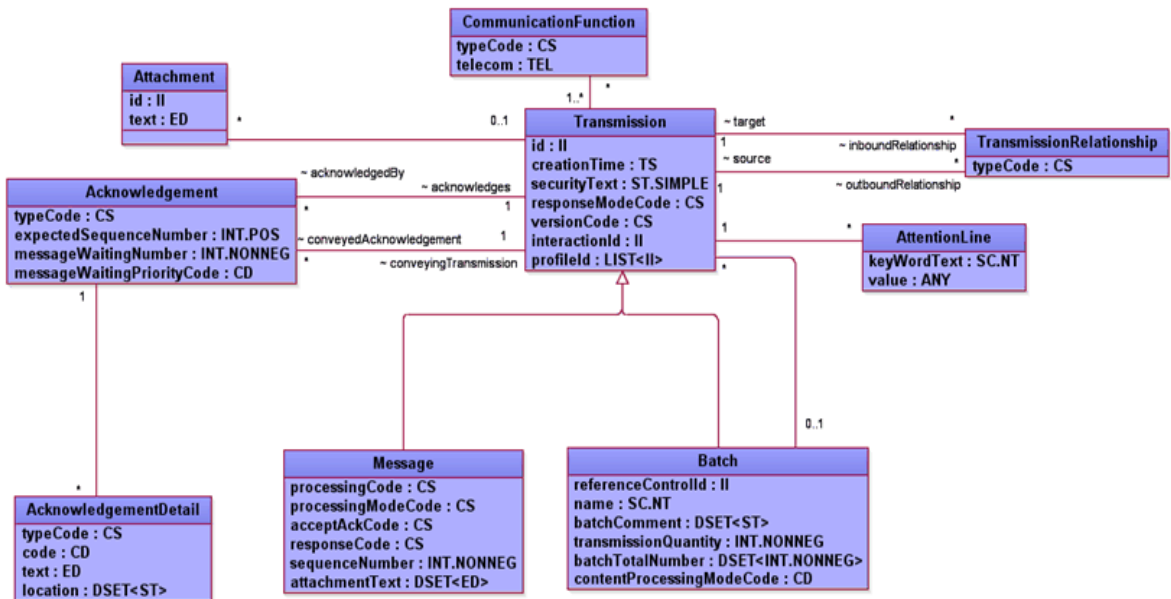 CommunicationFunction
typeCode : CS
telecom : TEL
1..*
*
Attachment
id : II
text : ED
*
0..1
Transmission
id : II
creationTime : TS
securityText : ST.SIMPLE
responseModeCode : CS
versionCode : CS
interactionId : II
profileId : LIST<II>
~ target
*
1
~ inboundRelationship
~ source
*
1
~ outboundRelationship
TransmissionRelationship
typeCode : CS
~ acknowledgedBy
~ acknowledges
*
1
~ conveyedAcknowledgement
1
*
~ conveyingTransmission
Acknowledgement
typeCode : CS
expectedSequenceNumber : INT.POS
messageWaitingNumber : INT.NONNEG
messageWaitingPriorityCode : CD
1
*
1
*
AttentionLine
keyWordText : SC.NT
value : ANY
*
0..1
AcknowledgementDetail
typeCode : CS
code : CD
text : ED
location : DSET<ST>
Message
processingCode : CS
processingModeCode : CS
acceptAckCode : CS
responseCode : CS
sequenceNumber : INT.NONNEG
attachmentText : DSET<ED>
Batch
referenceControlId : II
name : SC.NT
batchComment : DSET<ST>
transmissionQuantity : INT.NONNEG
batchTotalNumber : DSET<INT.NONNEG>
contentProcessingModeCode : CD